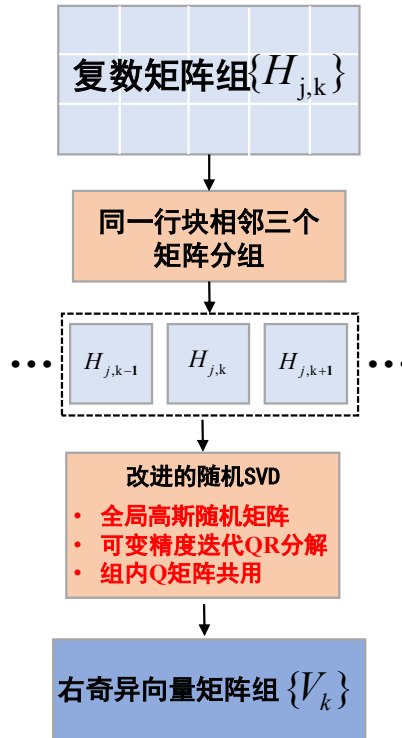 复数矩阵组{H_{j,k}}
同一行块相邻三个
矩阵分组
••• H_{j,k-1} H_{j,k} H_{j,k+1} •••
改进的随机SVD
• 全局高斯随机矩阵
• 可变精度迭代QR分解
• 组内Q矩阵共用
右奇异向量矩阵组{V_k}